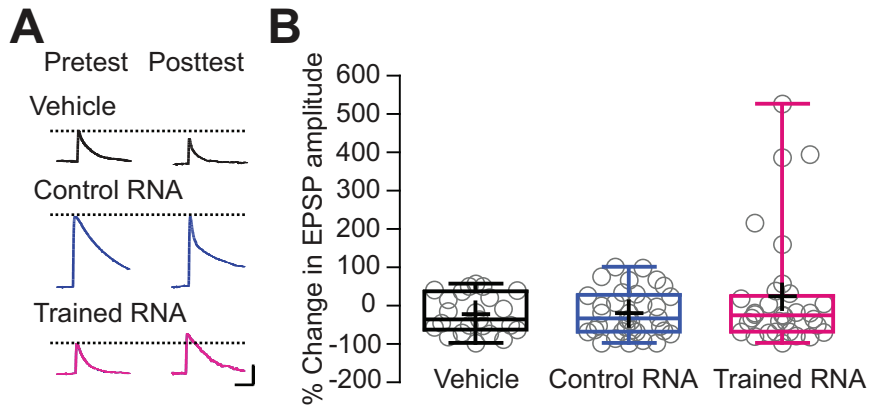 A
Pretest Posttest
Vehicle
Control RNA
Trained RNA
B
% Change in EPSP amplitude
600
500
400
300
200
100
0
-100
-200
Vehicle Control RNA Trained RNA